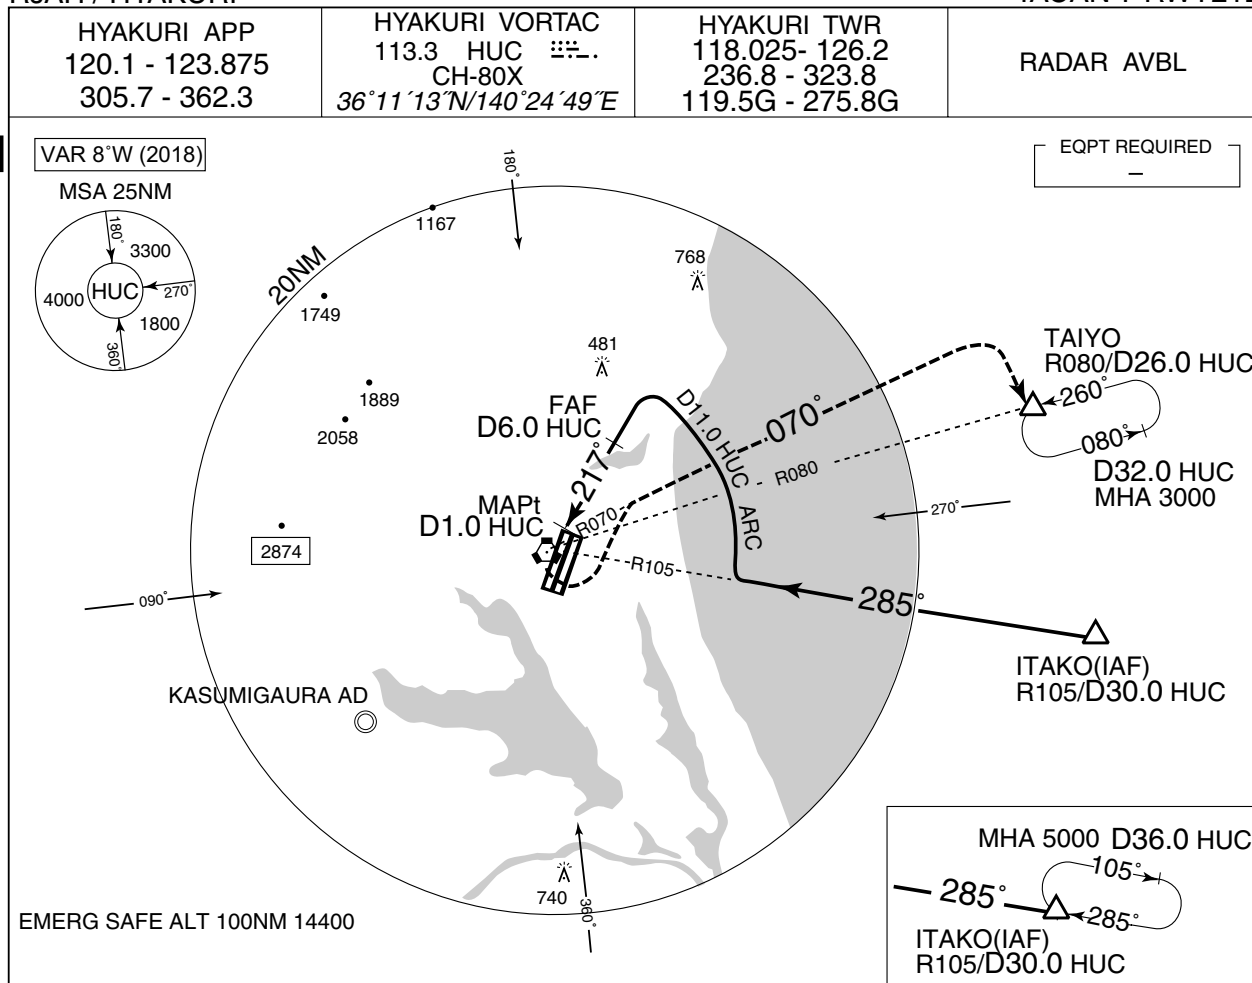 HYAKURI APP
120.1 - 123.875
305.7 - 362.3
HYAKURI VORTAC
113.3 HUC
CH-80X
36°11´13˝N/140°24´49˝E
HYAKURI TWR
118.025- 126.2
236.8 - 323.8
119.5G - 275.8G
RADAR AVBL
VAR 8°W (2018)
MSA 25NM
180°
3300
4000
HUC
270°
1800
360°
EQPT REQUIRED
–
180°
1167
20NM
768
1749
481
TAIYO
R080/D26.0 HUC
260°
080°
D32.0 HUC
MHA 3000
1889
2058
FAF
D6.0 HUC
D11.0 HUC ARC
070°
R080
217°
MAPt
D1.0 HUC
R070
270°
2874
R105
285°
090°
ITAKO(IAF)
R105/D30.0 HUC
KASUMIGAURA AD
740
360°
EMERG SAFE ALT 100NM 14400
MHA 5000 D36.0 HUC
105°
285°
285°
ITAKO(IAF)
R105/D30.0 HUC